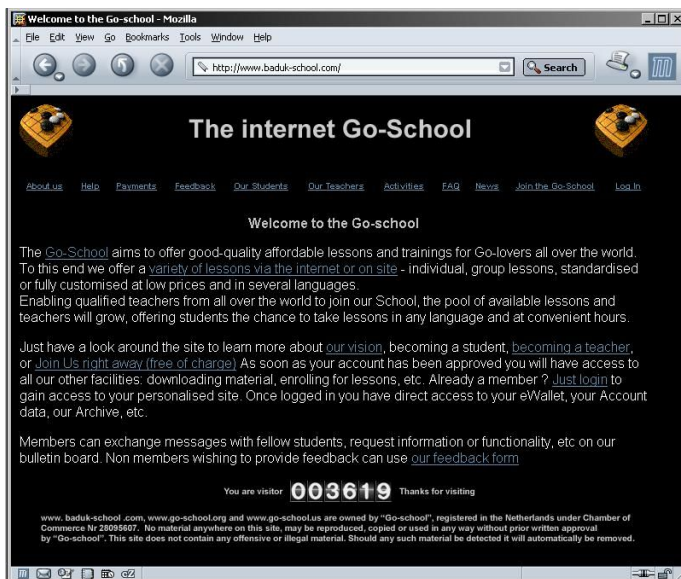 Welcome to the Go-school - Mozilla
File Edit View Go Bookmarks Tools Window Help
http://www.baduk-school.com/ Search
The internet Go-School
About us Help Payments Feedback Our Students Our Teachers Activities FAQ News Join the Go-School Log In
Welcome to the Go-school
The Go-School aims to offer good-quality affordable lessons and trainings for Go-lovers all over the world.
To this end we offer a variety of lessons via the internet or on site - individual, group lessons, standardised
or fully customised at low prices and in several languages.
Enabling qualified teachers from all over the world to join our School, the pool of available lessons and
teachers will grow, offering students the chance to take lessons in any language and at convenient hours.
Just have a look around the site to learn more about our vision, becoming a student, becoming a teacher,
or Join Us right away (free of charge) As soon as your account has been approved you will have access to
all our other facilities: downloading material, enrolling for lessons, etc. Already a member ? Just login to
gain access to your personalised site. Once logged in you have direct access to your eWallet, your Account
data, our Archive, etc.
Members can exchange messages with fellow students, request information or functionality, etc on our
bulletin board. Non members wishing to provide feedback can use our feedback form
You are visitor 003619 Thanks for visiting
www. baduk-school .com, www.go-school.org and www.go-school.us are owned by "Go-school", registered in the Netherlands under Chamber of
Commerce Nr 28095607. No material anywhere on this site, may be reproduced, copied or used in any way without prior written approval
by "Go-school". This site does not contain any offensive or illegal material. Should any such material be detected it will automatically be removed.